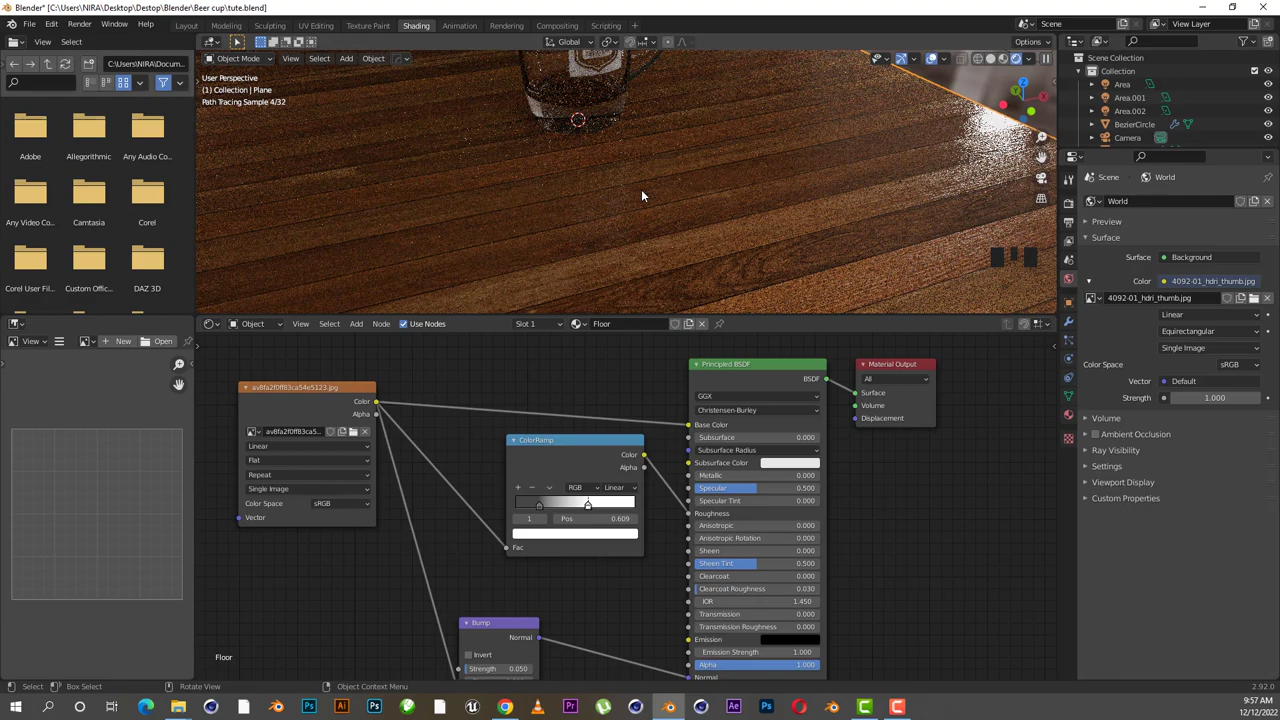 Blender* [C:\Users\NIRA\Desktop\Destop\Blender\Beer cup\tute.blend]
File Edit Render Window Help Layout Modeling Sculpting UV Editing Texture Paint Shading Animation Rendering Compositing Scripting Scene View Layer
View Select Global Options
C:\Users\NIRA\Docum... Object Mode View Select Add Object
User Perspective
(1) Collection | Plane
Path Tracing Sample 4/32
Adobe Allegorithmic Any Audio Co...
Any Video Co... Camtasia Corel
Corel User Fil... Custom Offic... DAZ 3D
Scene Collection
Collection
Area
Area.001
Area.002
BezierCircle
Camera
Scene World
World
Preview
Surface
Surface Background
Color 4092-01_hdri_thumb.jpg
4092-01_hdri_thumb.jpg
Linear
Equirectangular
Single Image
Color Space sRGB
Vector Default
Strength 1.000
Volume
Ambient Occlusion
Ray Visibility
Settings
Viewport Display
Custom Properties
View New Open
Object View Select Add Node Use Nodes Slot 1 Floor
av8fa2f0ff83ca54e5123.jpg
Color
Alpha
av8fa2f0ff83ca5...
Linear
Flat
Repeat
Single Image
Color Space sRGB
Vector
ColorRamp
Color
Alpha
RGB Linear
1 Pos 0.609
Fac
Bump
Normal
Invert
Strength 0.050
Principled BSDF
BSDF
GGX
Christensen-Burley
Base Color
Subsurface 0.000
Subsurface Radius
Subsurface Color
Metallic 0.000
Specular 0.500
Specular Tint 0.000
Roughness
Anisotropic 0.000
Anisotropic Rotation 0.000
Sheen 0.000
Sheen Tint 0.500
Clearcoat 0.000
Clearcoat Roughness 0.030
IOR 1.450
Transmission 0.000
Transmission Roughness 0.000
Emission
Emission Strength 1.000
Alpha 1.000
Normal
Material Output
All
Surface
Volume
Displacement
Floor
Select Box Select Rotate View Object Context Menu 2.92.0
9:57 AM
12/12/2022